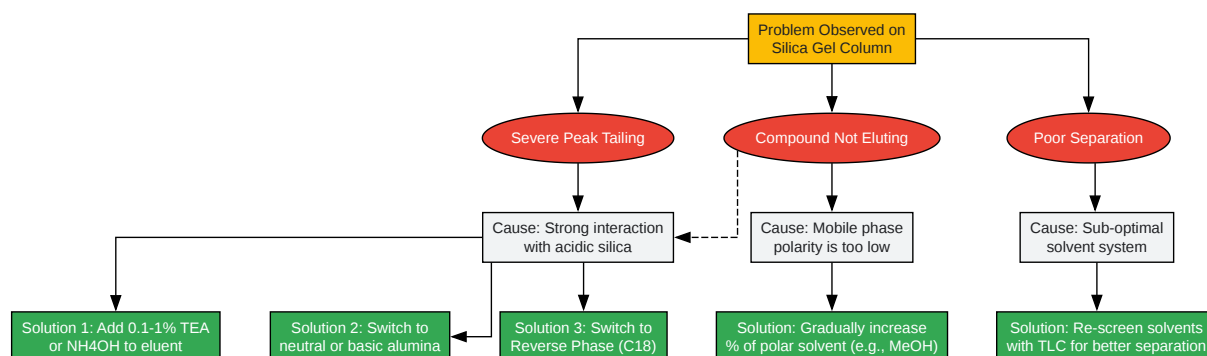 Problem Observed on
Silica Gel Column
Severe Peak Tailing
Compound Not Eluting
Poor Separation
Cause: Strong interaction
with acidic silica
Cause: Mobile phase
polarity is too low
Cause: Sub-optimal
solvent system
Solution 1: Add 0.1-1% TEA
or NH4OH to eluent
Solution 2: Switch to
neutral or basic alumina
Solution 3: Switch to
Reverse Phase (C18)
Solution: Gradually increase
% of polar solvent (e.g., MeOH)
Solution: Re-screen solvents
with TLC for better separation